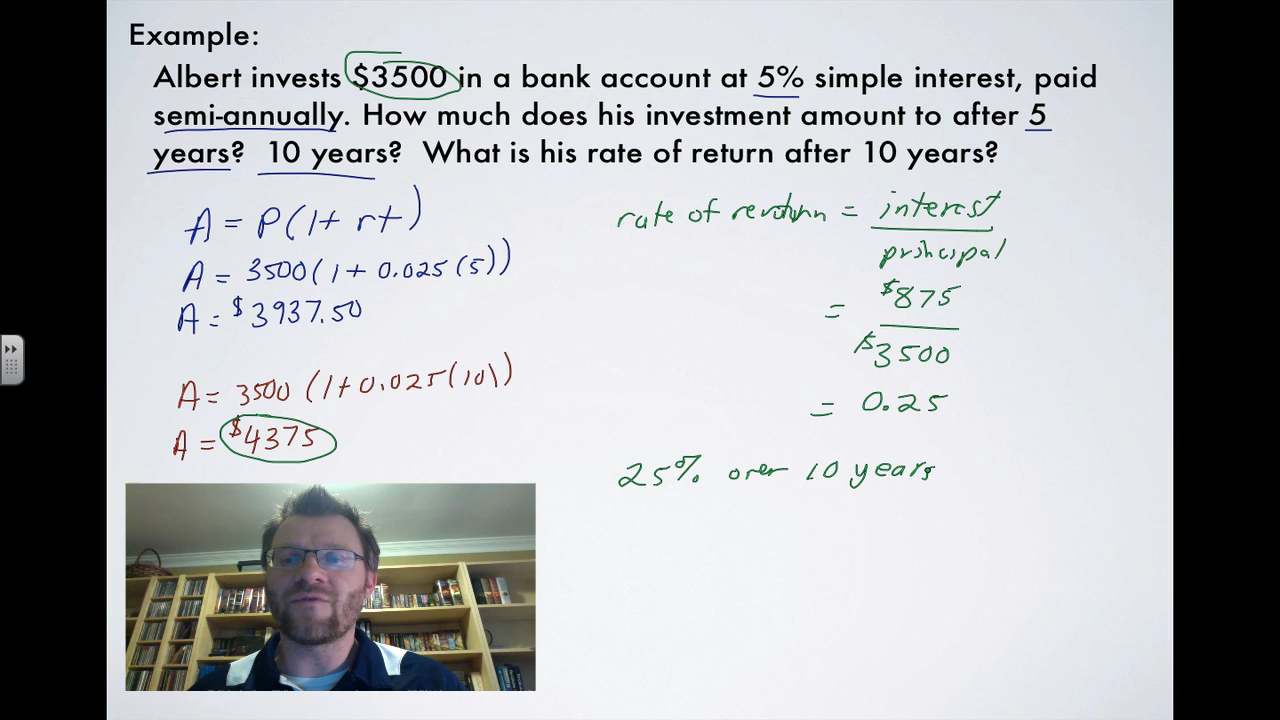 Example:
Albert invests $3500 in a bank account at 5% simple interest, paid
semi-annually. How much does his investment amount to after 5
years? 10 years? What is his rate of return after 10 years?
A = P(1 + rt)
A = 3500(1 + 0.025(5))
A = $3937.50
A = 3500 (1+0.025(10))
A = $4375
rate of return = interest
principal
= $875
$3500
= 0.25
25% over 10 years